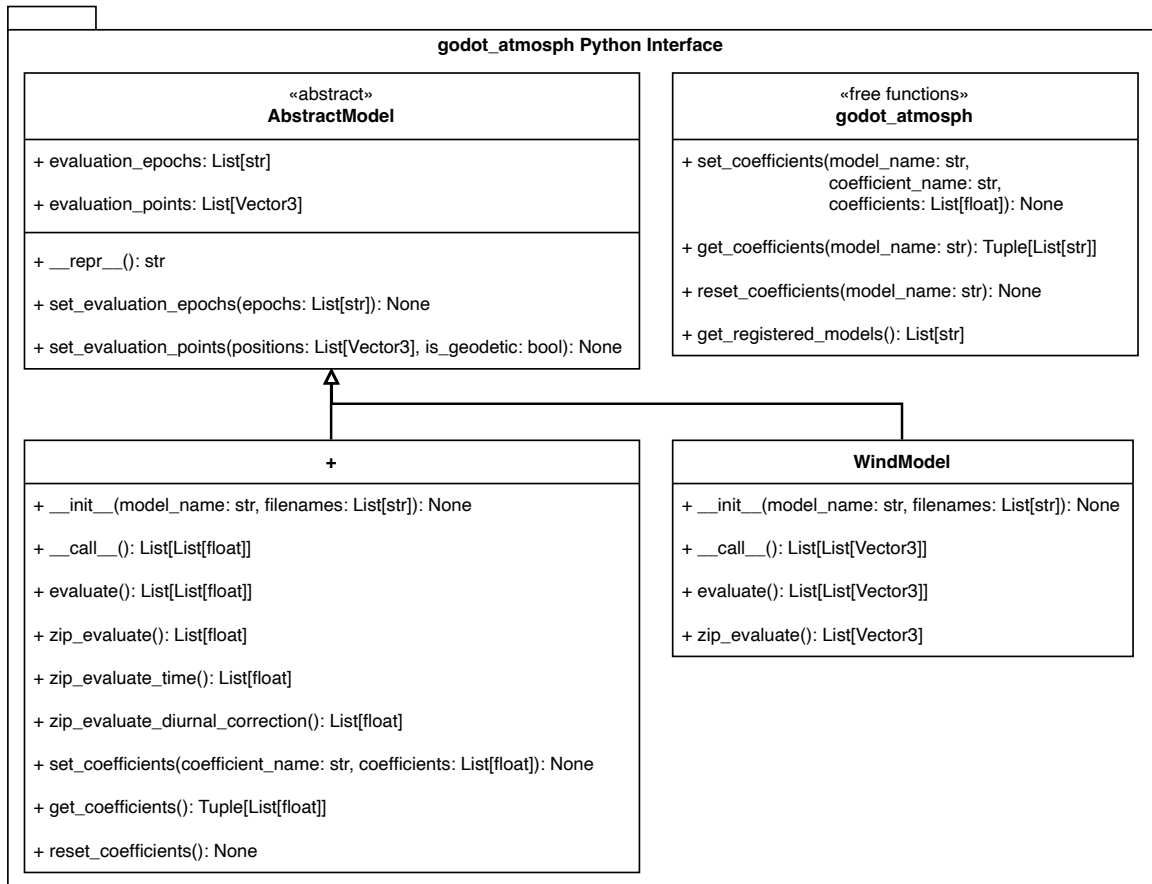 godot_atmosph Python Interface
«abstract»
AbstractModel
+ evaluation_epochs: List[str]
+ evaluation_points: List[Vector3]
+ __repr__(): str
+ set_evaluation_epochs(epochs: List[str]): None
+ set_evaluation_points(positions: List[Vector3], is_geodetic: bool): None
«free functions»
godot_atmosph
+ set_coefficients(model_name: str,
coefficient_name: str,
coefficients: List[float]): None
+ get_coefficients(model_name: str): Tuple[List[str]]
+ reset_coefficients(model_name: str): None
+ get_registered_models(): List[str]
+
+ __init__(model_name: str, filenames: List[str]): None
+ __call__(): List[List[float]]
+ evaluate(): List[List[float]]
+ zip_evaluate(): List[float]
+ zip_evaluate_time(): List[float]
+ zip_evaluate_diurnal_correction(): List[float]
+ set_coefficients(coefficient_name: str, coefficients: List[float]): None
+ get_coefficients(): Tuple[List[float]]
+ reset_coefficients(): None
WindModel
+ __init__(model_name: str, filenames: List[str]): None
+ __call__(): List[List[Vector3]]
+ evaluate(): List[List[Vector3]]
+ zip_evaluate(): List[Vector3]